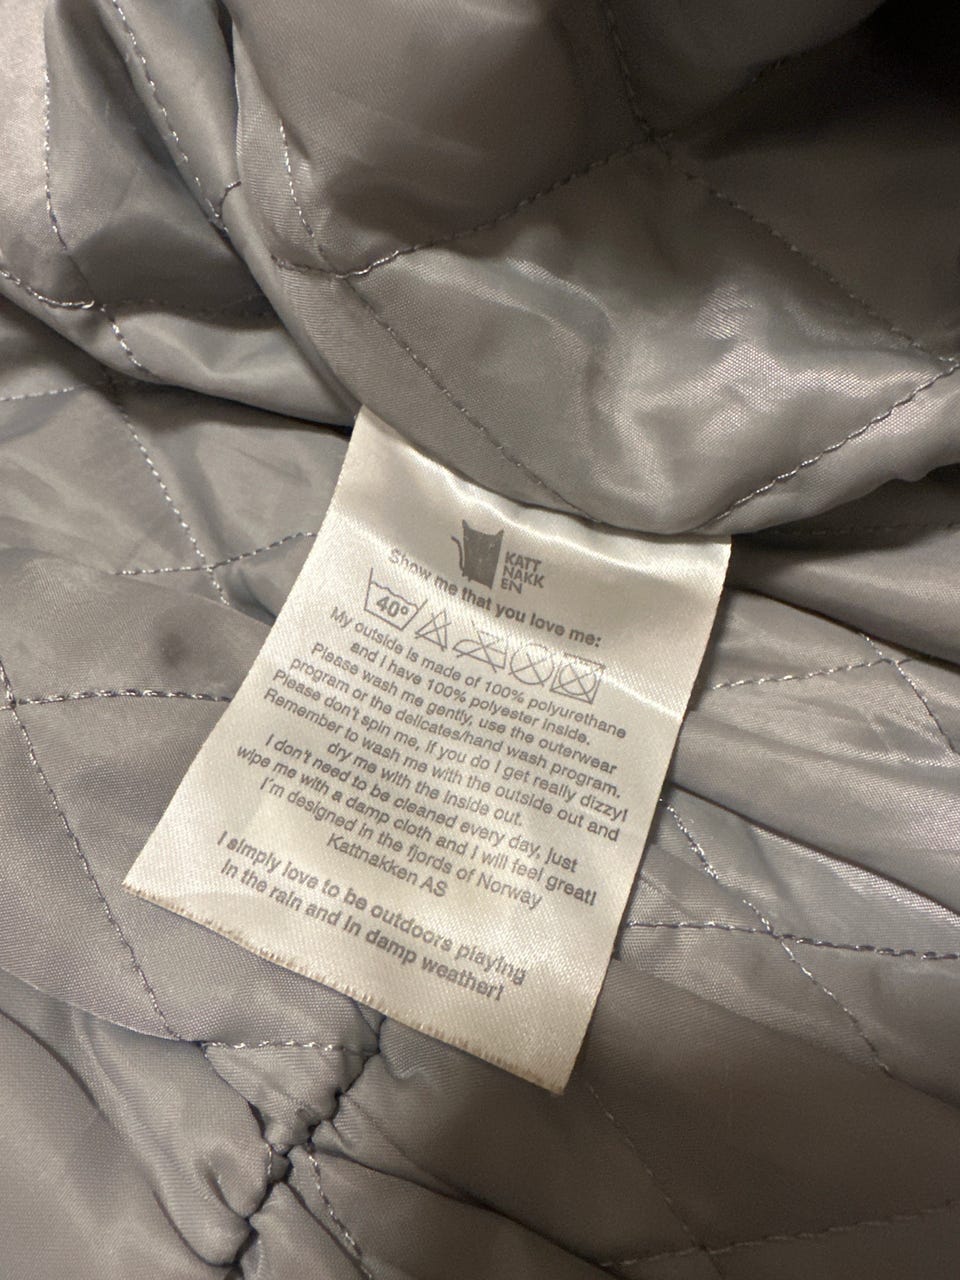 KATT
NAKK
EN
Show me that you love me:
40°
My outside is made of 100% polyurethane
and I have 100% polyester inside.
Please wash me gently, use the outerwear
program or the delicates/hand wash program.
Please don't spin me, if you do I get really dizzy!
Remember to wash me with the outside out and
dry me with the inside out.
I don't need to be cleaned every day, just
wipe me with a damp cloth and I will feel great!
I'm designed in the fjords of Norway
Kattnakken AS
I simply love to be outdoors playing
in the rain and in damp weather!